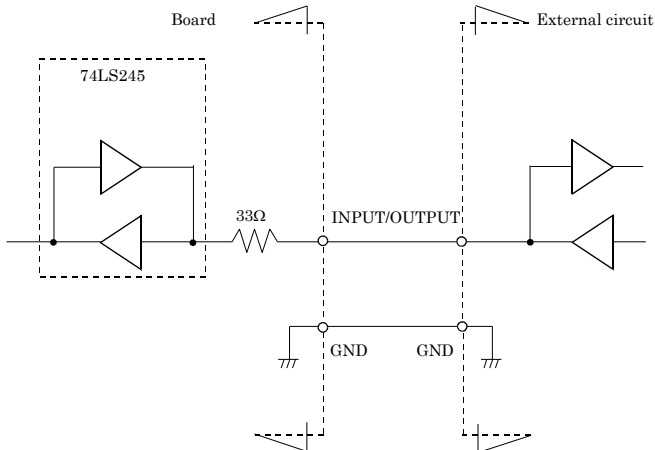 Board
External circuit
74LS245
33Ω
INPUT/OUTPUT
GND
GND